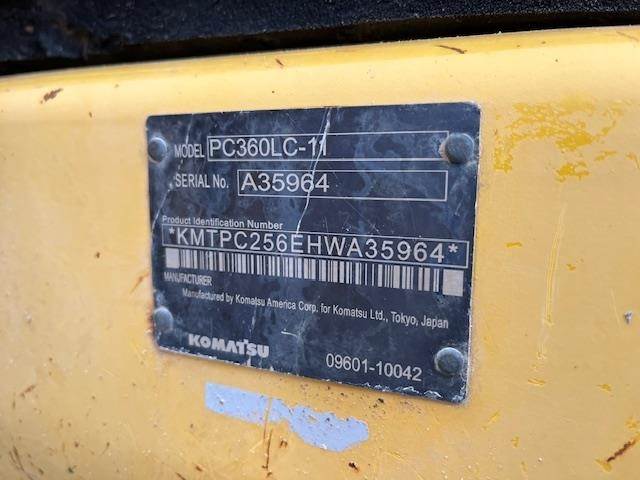 MODEL PC360LC-11
SERIAL No. A35964
Product Identification Number
*KMTPC256EHWA35964*
MANUFACTURER
Manufactured by Komatsu America Corp. for Komatsu Ltd., Tokyo, Japan
KOMATSU 09601-10042